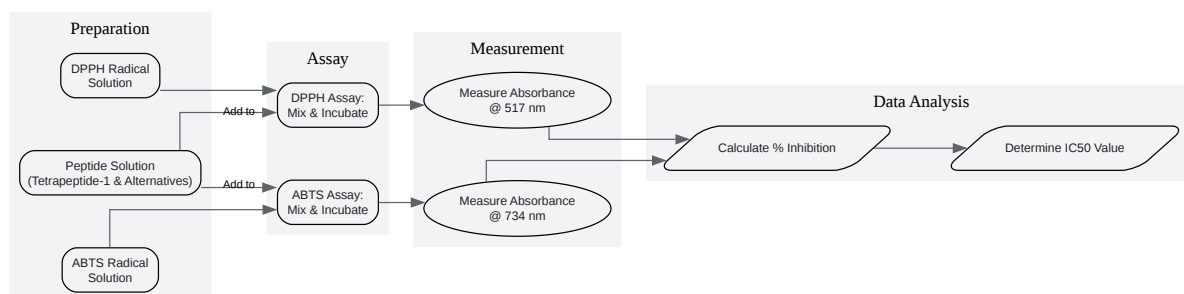 Preparation
DPPH Radical
Solution
Peptide Solution
(Tetrapeptide-1 & Alternatives)
ABTS Radical
Solution
Add to
Add to
Assay
DPPH Assay:
Mix & Incubate
ABTS Assay:
Mix & Incubate
Measurement
Measure Absorbance
@ 517 nm
Measure Absorbance
@ 734 nm
Data Analysis
Calculate % Inhibition
Determine IC50 Value